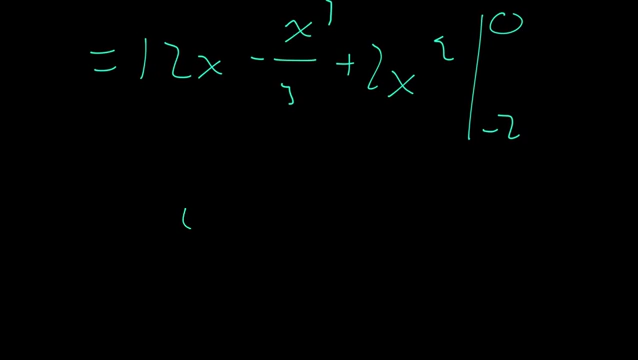 = 12x - x³/3 + 2x² |₋₂⁰
(